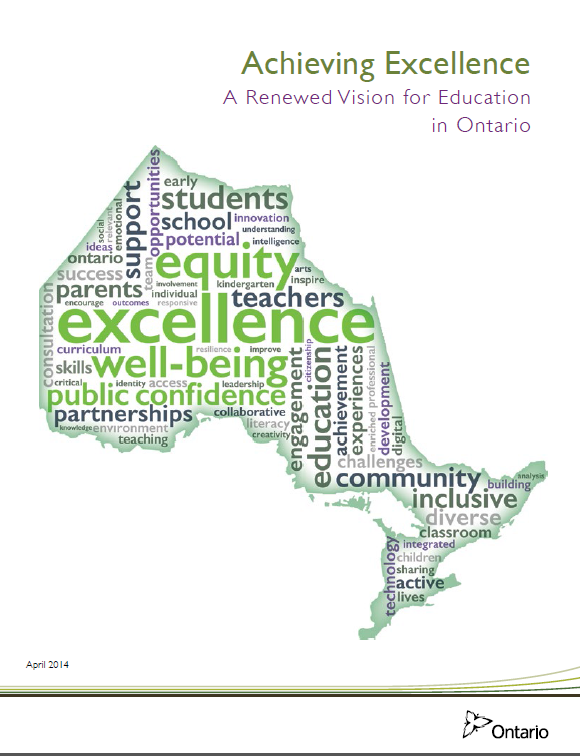 Achieving Excellence
A Renewed Vision for Education
in Ontario
opportunities
early
students
support
social
relevant
emotional
school
innovation
understanding
ideas
potential
intelligence
ontario
team
equity
success
arts
inspire
parents
involvement
kindergarten
individual
teachers
encourage
outcomes
responsive
consultation
excellence
curriculum
resilience
improve
citizenship
skills
well-being
critical
identity
access
leadership
public confidence
engagement
education
achievement
experiences
enriched
professional
development
digital
partnerships
collaborative
knowledge
environment
literacy
teaching
creativity
challenges
community
analysis
building
inclusive
diverse
classroom
technology
integrated
children
sharing
active
lives
April 2014
Ontario